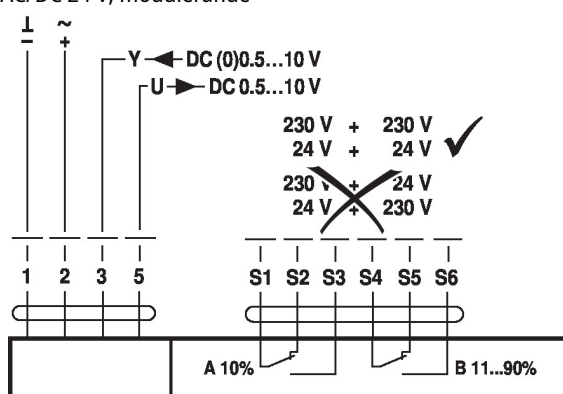 AC/DC 24 V, modulerande
⊥ ~
− +
Y DC (0)0.5...10 V
U DC 0.5...10 V
230 V + 230 V
24 V + 24 V
230 V + 24 V
24 V + 230 V
1 2 3 5 S1 S2 S3 S4 S5 S6
A 10% B 11...90%